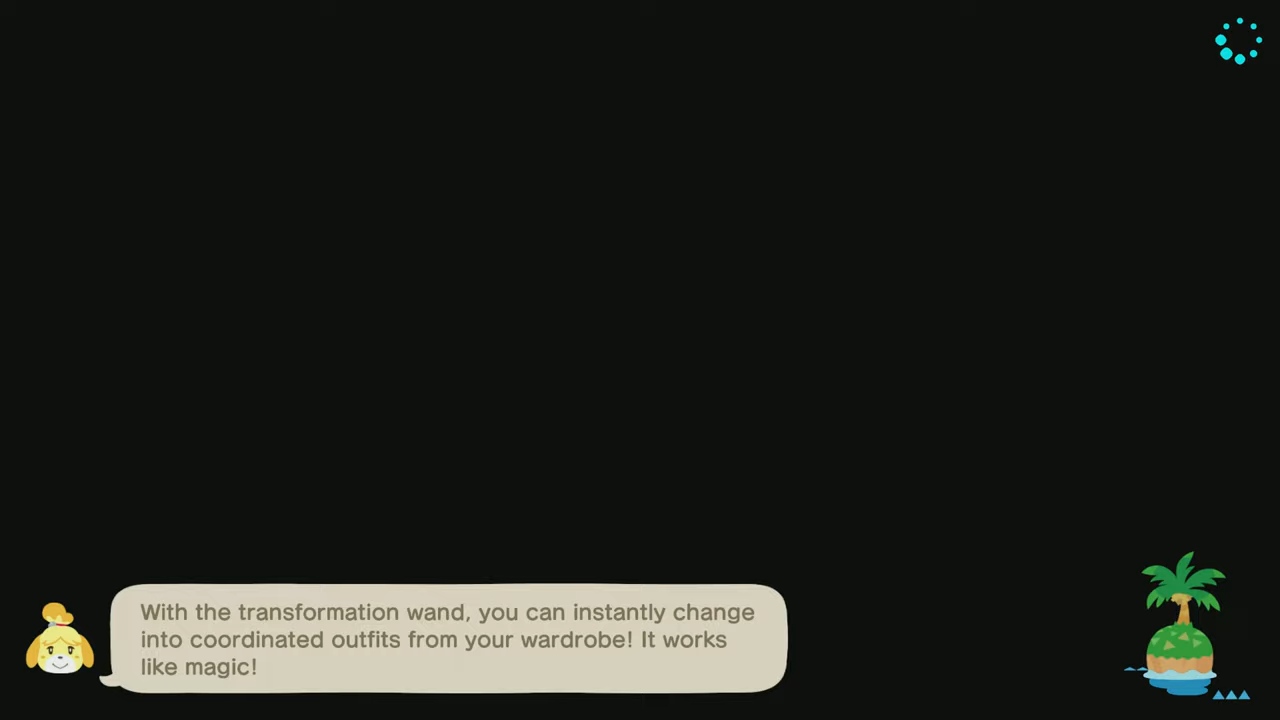 With the transformation wand, you can instantly change
into coordinated outfits from your wardrobe! It works
like magic!